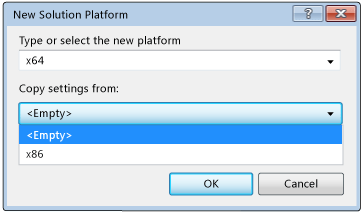 New Solution Platform
?
Type or select the new platform
x64
Copy settings from:
<Empty>
<Empty>
x86
OK
Cancel